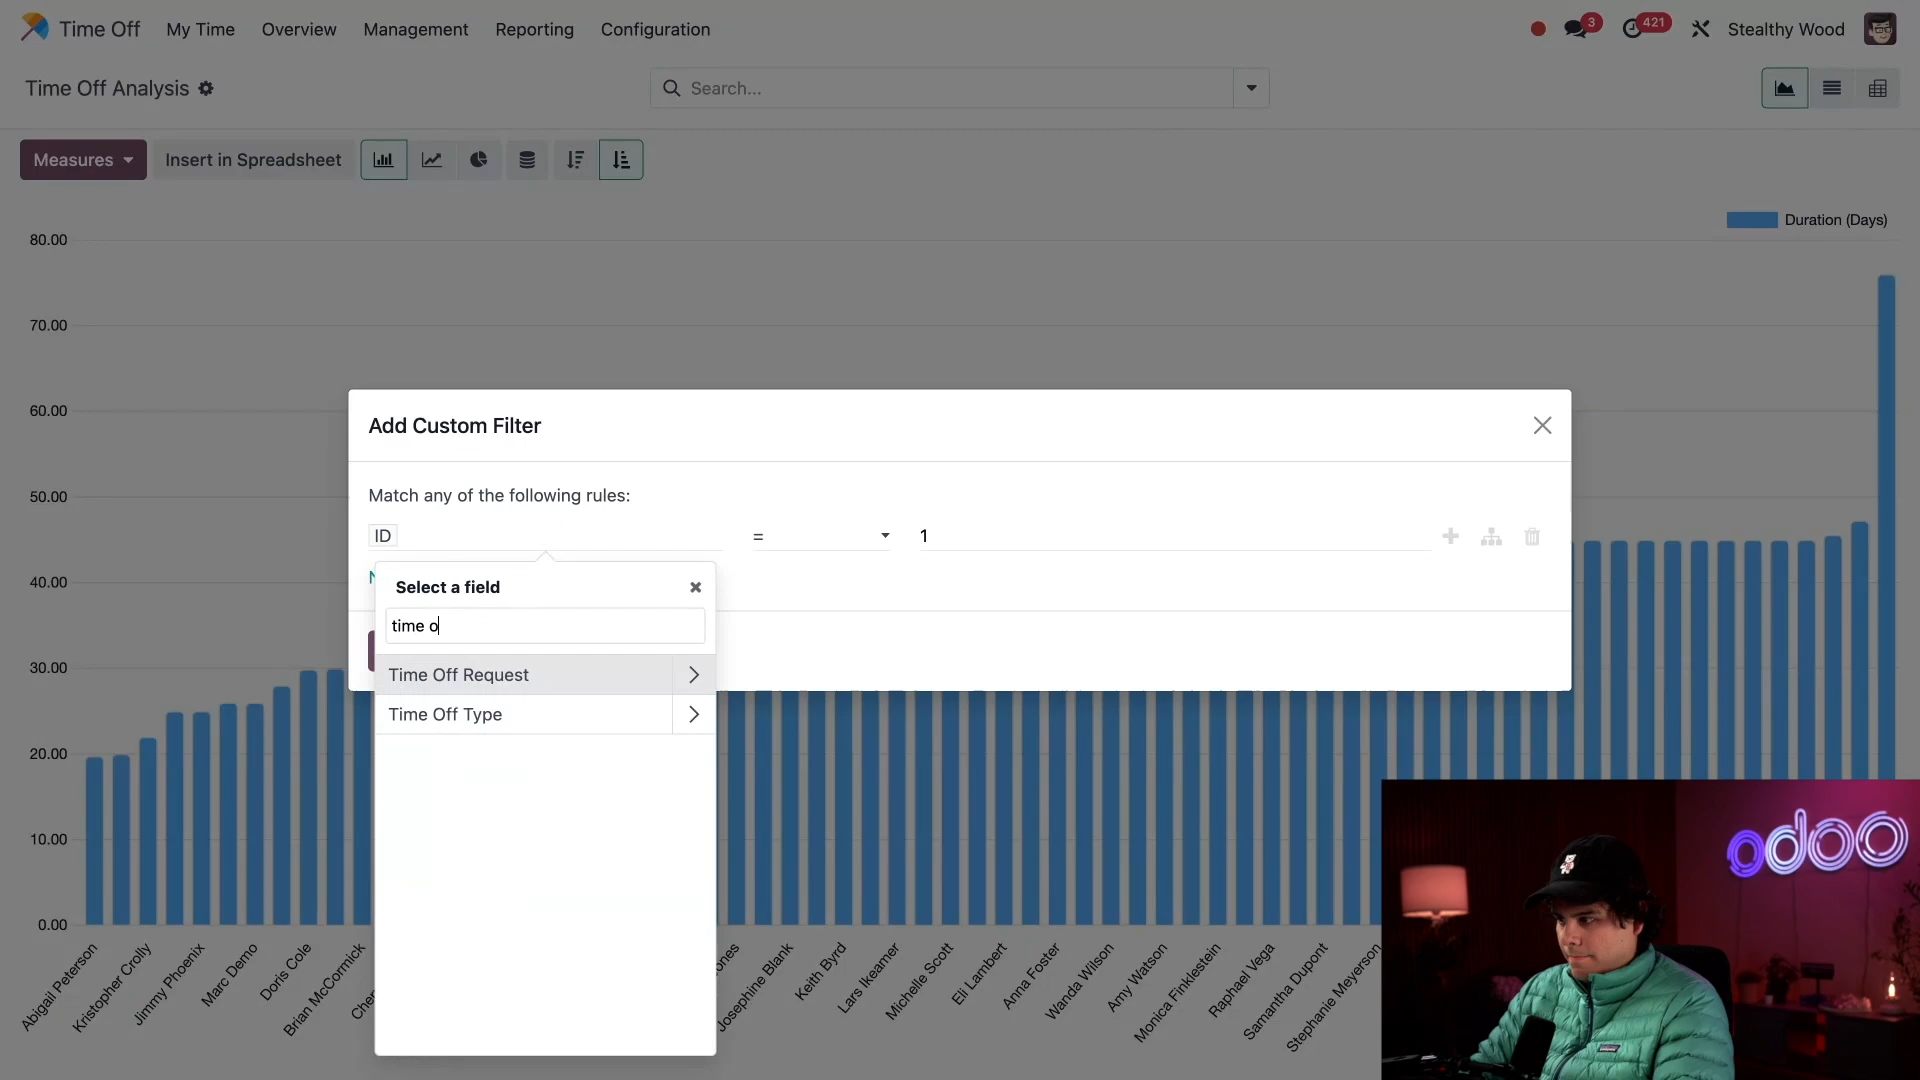 Time Off My Time Overview Management Reporting Configuration 3 421 Stealthy Wood
Time Off Analysis Search...
Measures Insert in Spreadsheet
Duration (Days)
80.00
70.00
60.00
50.00
40.00
30.00
20.00
10.00
0.00
Add Custom Filter
Match any of the following rules:
ID = 1
Select a field
time o
Time Off Request
Time Off Type
Abigail Peterson
Kristopher Crolly
Jimmy Phoenix
Marc Demo
Doris Cole
Brian McCormick
Josephine Blank
Keith Byrd
Lars Ikeamer
Michelle Scott
Eli Lambert
Anna Foster
Wanda Wilson
Amy Watson
Monica Finklestein
Raphael Vega
Samantha Dupont
Stephanie Meyerson
odoo